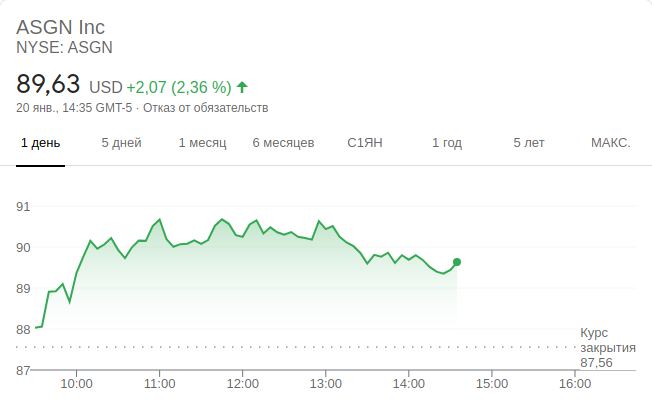 ASGN Inc
NYSE: ASGN
89,63 USD +2,07 (2,36 %)
20 янв., 14:35 GMT-5 · Отказ от обязательств
1 день 5 дней 1 месяц 6 месяцев С1ЯН 1 год 5 лет МАКС.
91
90
89
88
87
Курс
закрытия
87,56
10:00 11:00 12:00 13:00 14:00 15:00 16:00